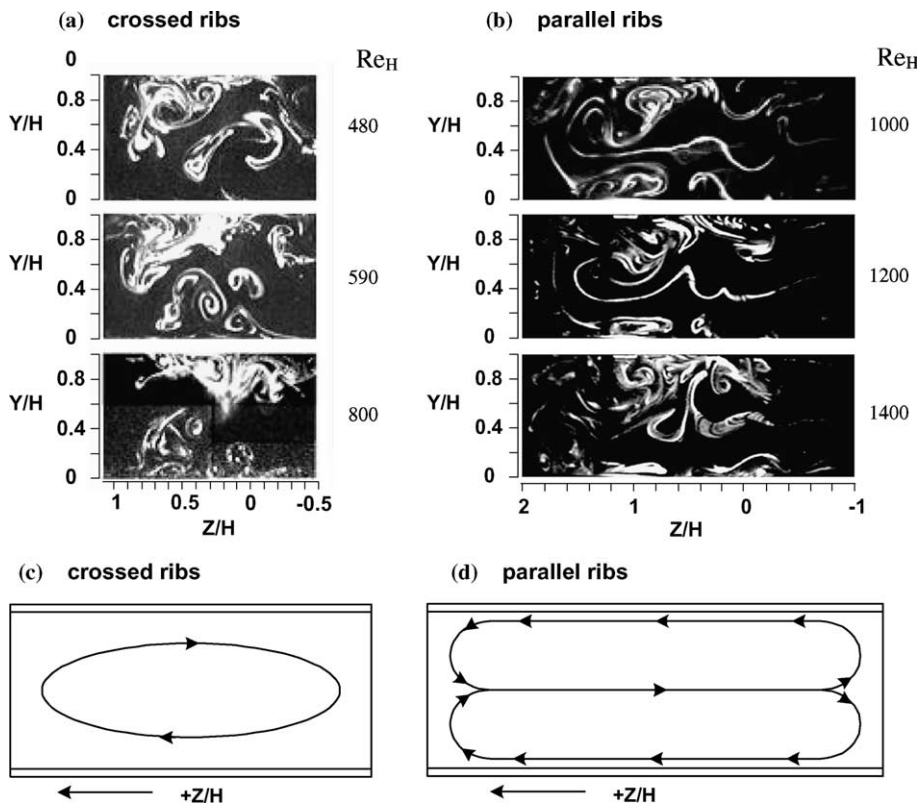 (a) crossed ribs
0
Re_H
0.8
Y/H
0.4
0
480
0.8
Y/H
0.4
0
590
0.8
Y/H
0.4
0
800
1 0.5 0 -0.5
Z/H
(b) parallel ribs
Re_H
0.8
Y/H
0.4
0
1000
0.8
Y/H
0.4
0
1200
0.8
Y/H
0.4
0
1400
2 1 0 -1
Z/H
(c) crossed ribs
+Z/H
(d) parallel ribs
+Z/H